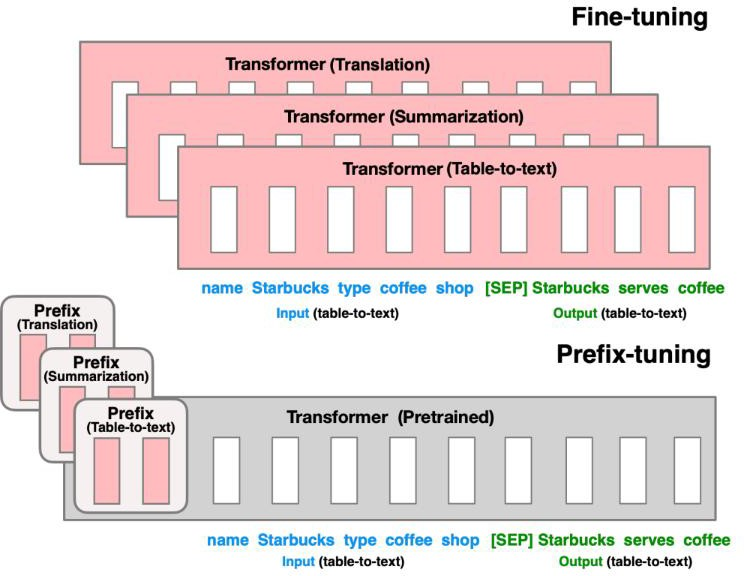 Fine-tuning
Transformer (Translation)
Transformer (Summarization)
Transformer (Table-to-text)
name Starbucks type coffee shop [SEP] Starbucks serves coffee
Input (table-to-text) Output (table-to-text)
Prefix-tuning
Prefix
(Translation)
Prefix
(Summarization)
Prefix
(Table-to-text)
Transformer (Pretrained)
name Starbucks type coffee shop [SEP] Starbucks serves coffee
Input (table-to-text) Output (table-to-text)